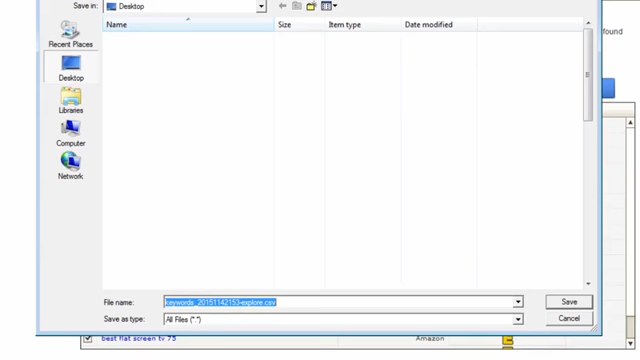 Save in: Desktop
Name Size Item type Date modified
found
Recent Places
Desktop
Libraries
Computer
Network
File name: keywords_20151142153-explore.csv Save
Save as type: All Files (*.*) Cancel
best flat screen tv 75 Amazon